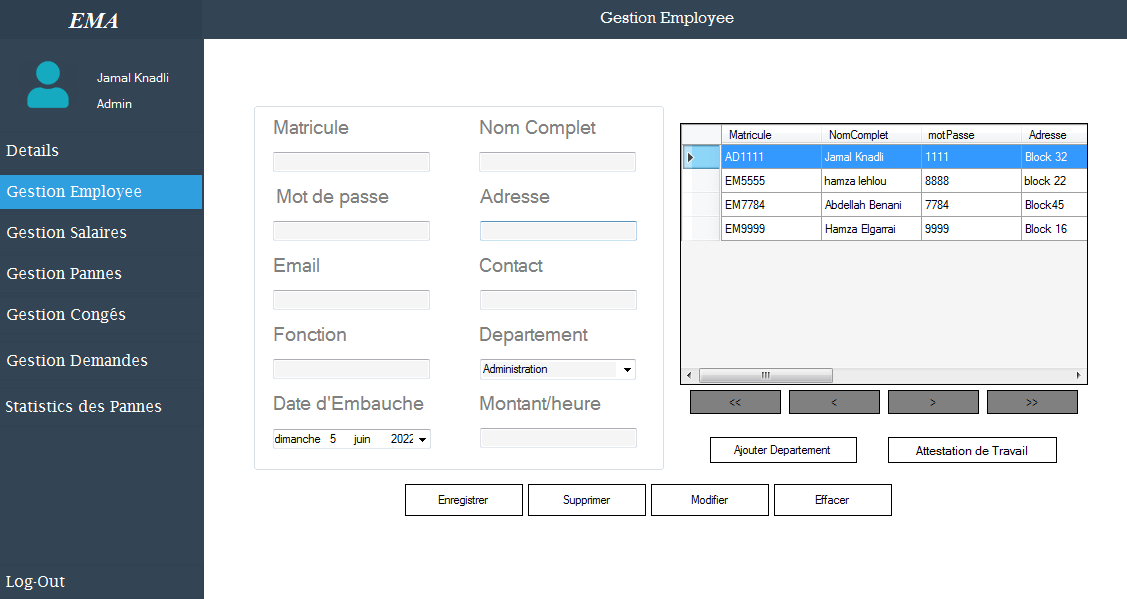 EMA
Gestion Employee
Jamal Knadli
Admin
Details
Gestion Employee
Gestion Salaires
Gestion Pannes
Gestion Congés
Gestion Demandes
Statistics des Pannes
Log-Out
Matricule Nom Complet
Mot de passe Adresse
Email Contact
Fonction Departement
Administration
Date d'Embauche Montant/heure
dimanche 5 juin 2022
Matricule NomComplet motPasse Adresse
AD1111 Jamal Knadli 1111 Block 32
EM5555 hamza lehlou 8888 block 22
EM7784 Abdellah Benani 7784 Block45
EM9999 Hamza Elgarrai 9999 Block 16
<< < > >>
Ajouter Departement Attestation de Travail
Enregistrer Supprimer Modifier Effacer